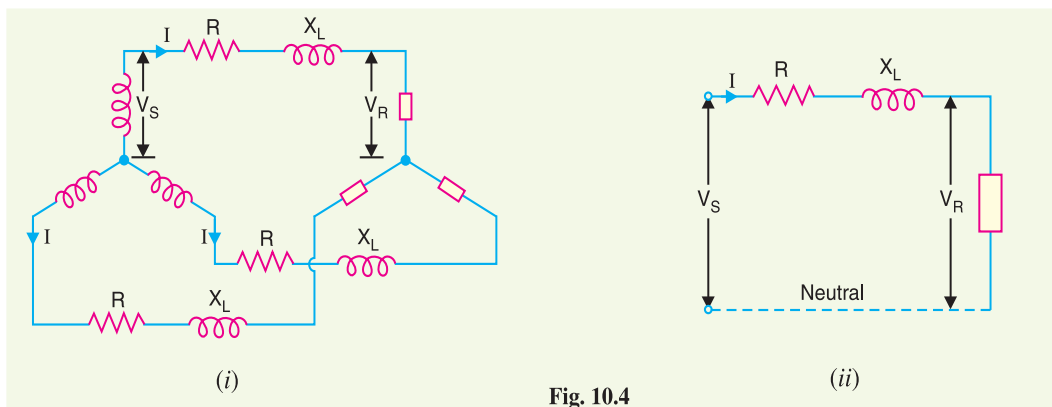 I R X_L
V_S V_R
I I R X_L
R X_L
(i)
I R X_L
V_S V_R
Neutral
(ii)
Fig. 10.4